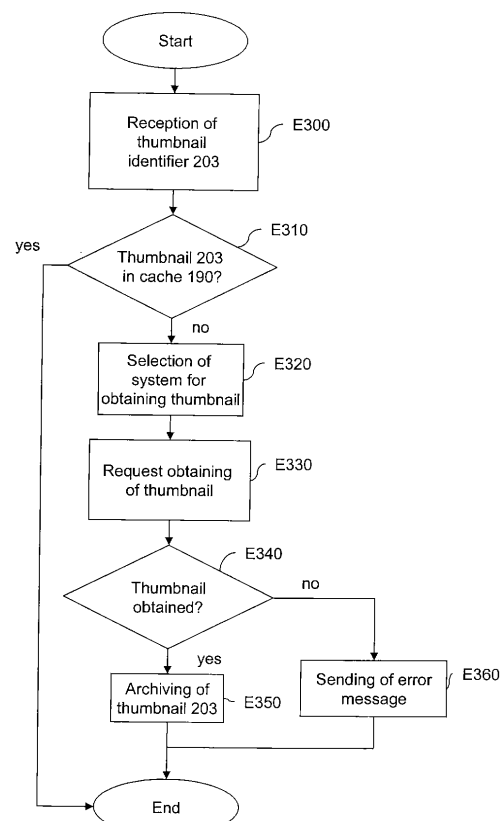 Start
Reception of
thumbnail
identifier 203
E300
E310
yes
Thumbnail 203
in cache 190?
no
Selection of
system for
obtaining thumbnail
E320
Request obtaining
of thumbnail
E330
E340
Thumbnail
obtained?
no
yes
Archiving of
thumbnail 203
E350
Sending of error
message
E360
End